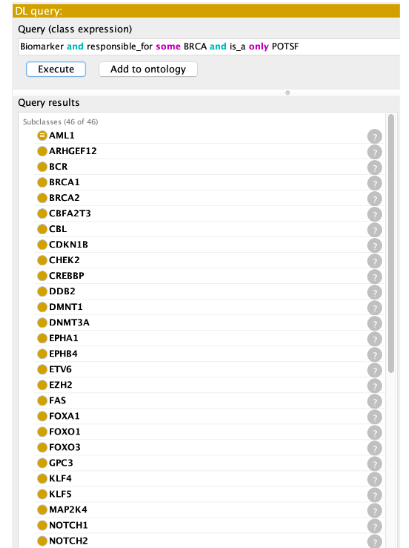 DL query:
Query (class expression)
Biomarker and responsible_for some BRCA and is_a only POTSF
Execute Add to ontology
Query results
Subclasses (46 of 46)
AML1 ?
ARHGEF12 ?
BCR ?
BRCA1 ?
BRCA2 ?
CBFA2T3 ?
CBL ?
CDKN1B ?
CHEK2 ?
CREBBP ?
DDB2 ?
DMNT1 ?
DNMT3A ?
EPHA1 ?
EPHB4 ?
ETV6 ?
EZH2 ?
FAS ?
FOXA1 ?
FOXO1 ?
FOXO3 ?
GPC3 ?
KLF4 ?
KLF5 ?
MAP2K4 ?
NOTCH1 ?
NOTCH2 ?